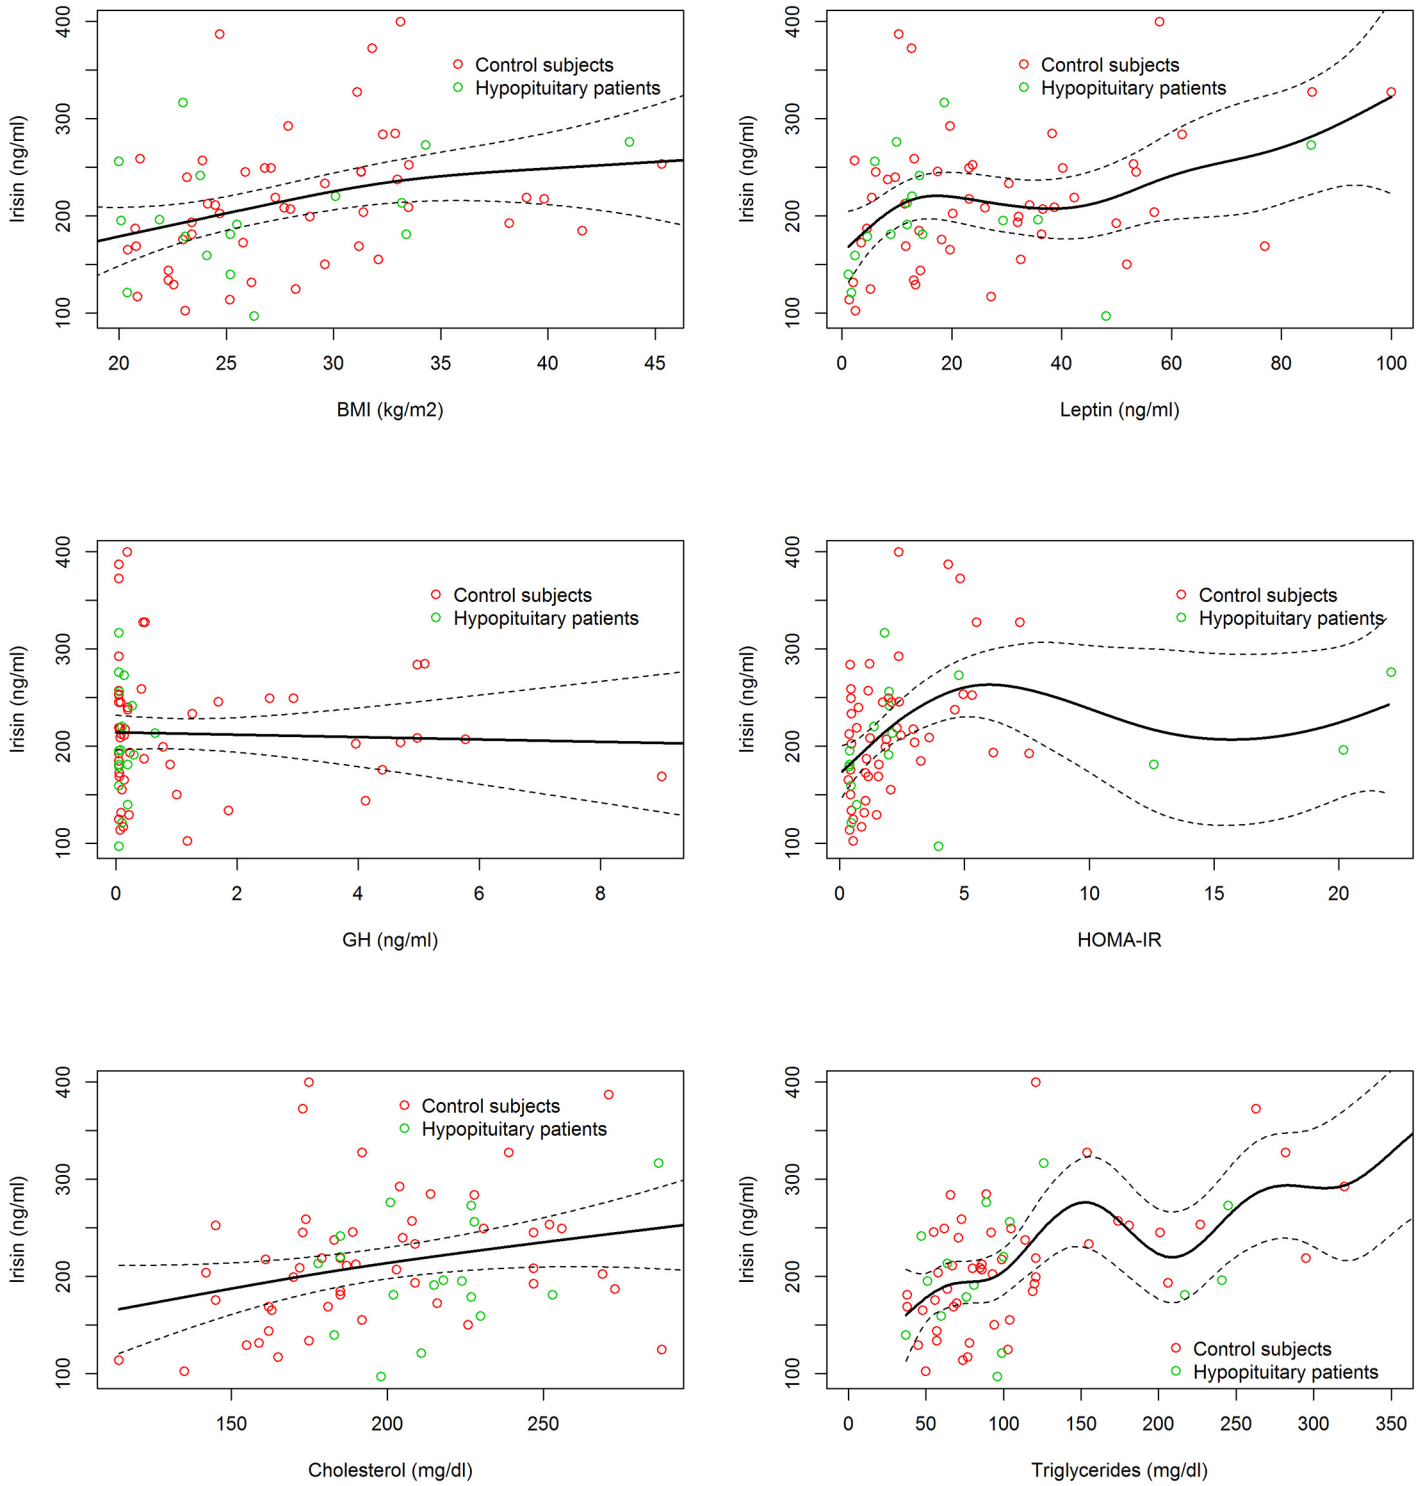 400
300
200
100
Irisin (ng/ml)
Control subjects
Hypopituitary patients
20 25 30 35 40 45
BMI (kg/m2)
400
300
200
100
Irisin (ng/ml)
Control subjects
Hypopituitary patients
0 20 40 60 80 100
Leptin (ng/ml)
400
300
200
100
Irisin (ng/ml)
Control subjects
Hypopituitary patients
0 2 4 6 8
GH (ng/ml)
400
300
200
100
Irisin (ng/ml)
Control subjects
Hypopituitary patients
0 5 10 15 20
HOMA-IR
400
300
200
100
Irisin (ng/ml)
Control subjects
Hypopituitary patients
150 200 250
Cholesterol (mg/dl)
400
300
200
100
Irisin (ng/ml)
Control subjects
Hypopituitary patients
0 50 100 150 200 250 300 350
Triglycerides (mg/dl)